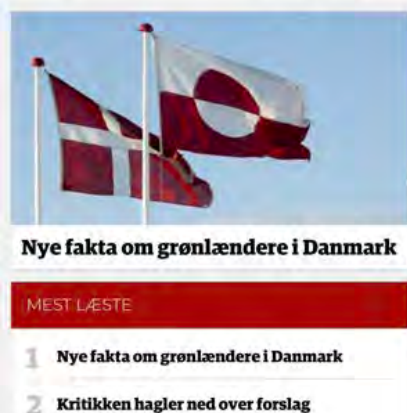 Nye fakta om grønlændere i Danmark
MEST LÆSTE
1 Nye fakta om grønlændere i Danmark
2 Kritikken hagler ned over forslag